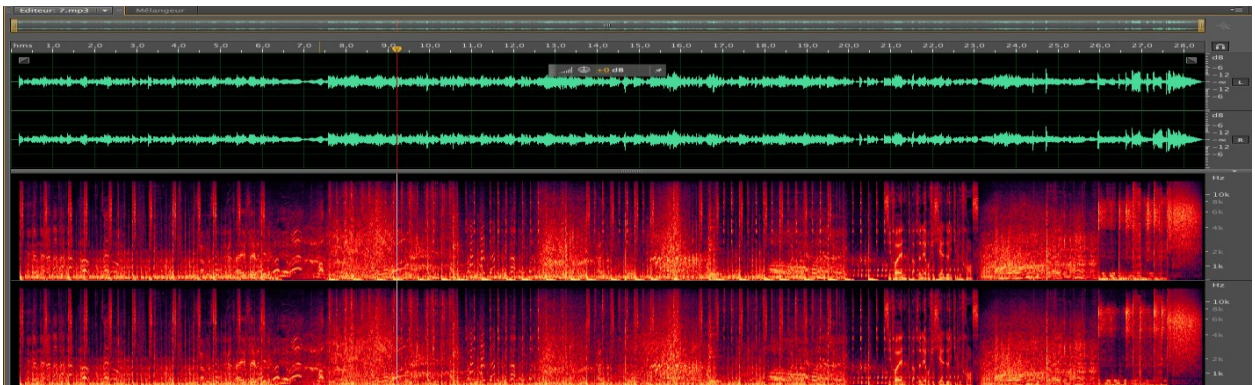 Editeur: 7.mp3 Mélangeur
hms 1.0 2.0 3.0 4.0 5.0 6.0 7.0 8.0 9.0 10.0 11.0 12.0 13.0 14.0 15.0 16.0 17.0 18.0 19.0 20.0 21.0 22.0 23.0 24.0 25.0 26.0 27.0 28.0
dB
+0 dB
-6
-12
-∞ L
-12
-6
dB
-6
-12
-∞ R
-12
-6
Hz
10k
8k
6k
4k
2k
1k
Hz
10k
8k
6k
4k
2k
1k